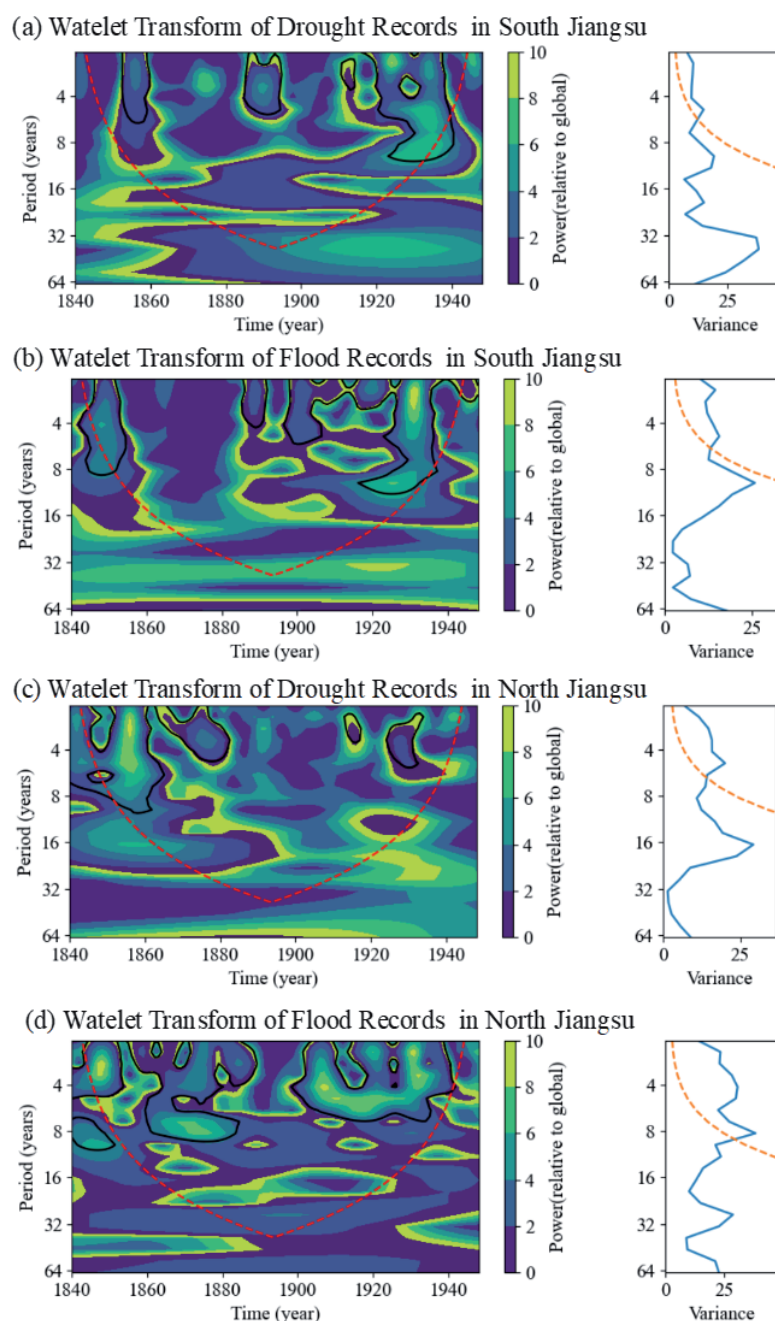 (a) Watelet Transform of Drought Records in South Jiangsu
Period (years)
4
8
16
32
64
1840 1860 1880 1900 1920 1940
Time (year)
10
8
6
4
2
0
Power(relative to global)
4
8
16
32
64
0 25
Variance
(b) Watelet Transform of Flood Records in South Jiangsu
Period (years)
4
8
16
32
64
1840 1860 1880 1900 1920 1940
Time (year)
10
8
6
4
2
0
Power(relative to global)
4
8
16
32
64
0 25
Variance
(c) Watelet Transform of Drought Records in North Jiangsu
Period (years)
4
8
16
32
64
1840 1860 1880 1900 1920 1940
Time (year)
10
8
6
4
2
0
Power(relative to global)
4
8
16
32
64
0 25
Variance
(d) Watelet Transform of Flood Records in North Jiangsu
Period (years)
4
8
16
32
64
1840 1860 1880 1900 1920 1940
Time (year)
10
8
6
4
2
0
Power(relative to global)
4
8
16
32
64
0 25
Variance